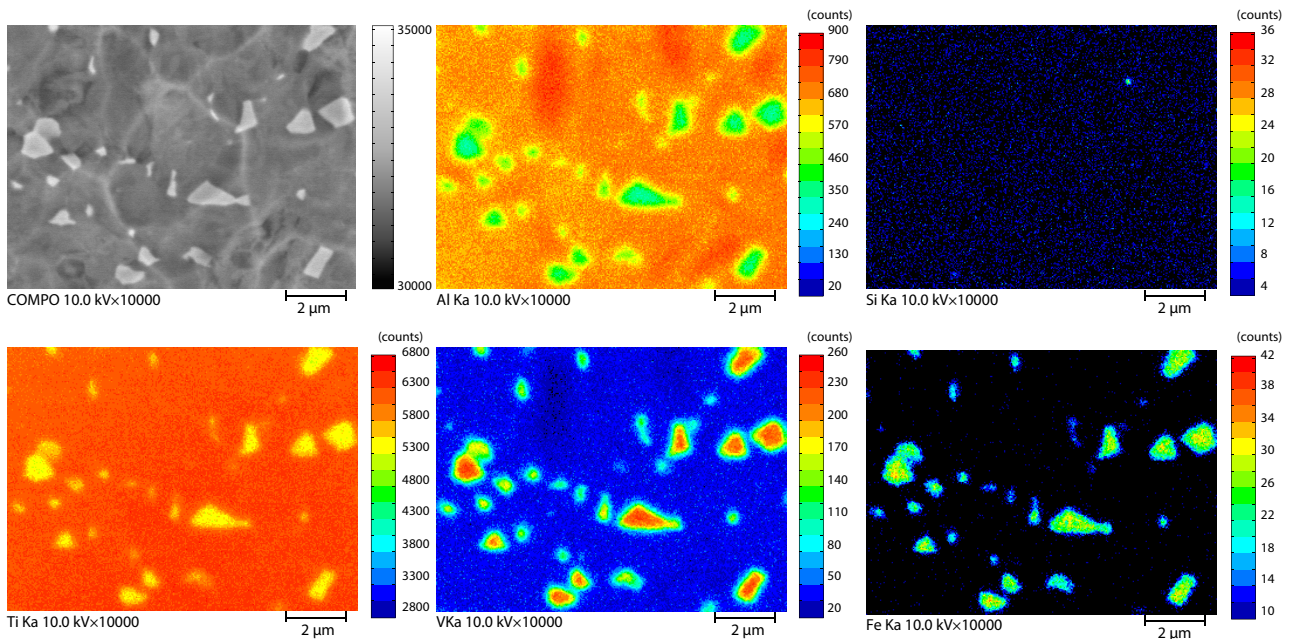 (counts)
(counts)
35000
30000
COMPO 10.0 kV×10000
2 µm
900
790
680
570
460
350
240
130
20
Al Ka 10.0 kV×10000
2 µm
36
32
28
24
20
16
12
8
4
Si Ka 10.0 kV×10000
2 µm
(counts)
(counts)
(counts)
6800
6300
5800
5300
4800
4300
3800
3300
2800
Ti Ka 10.0 kV×10000
2 µm
260
230
200
170
140
110
80
50
20
VKa 10.0 kV×10000
2 µm
42
38
34
30
26
22
18
14
10
Fe Ka 10.0 kV×10000
2 µm